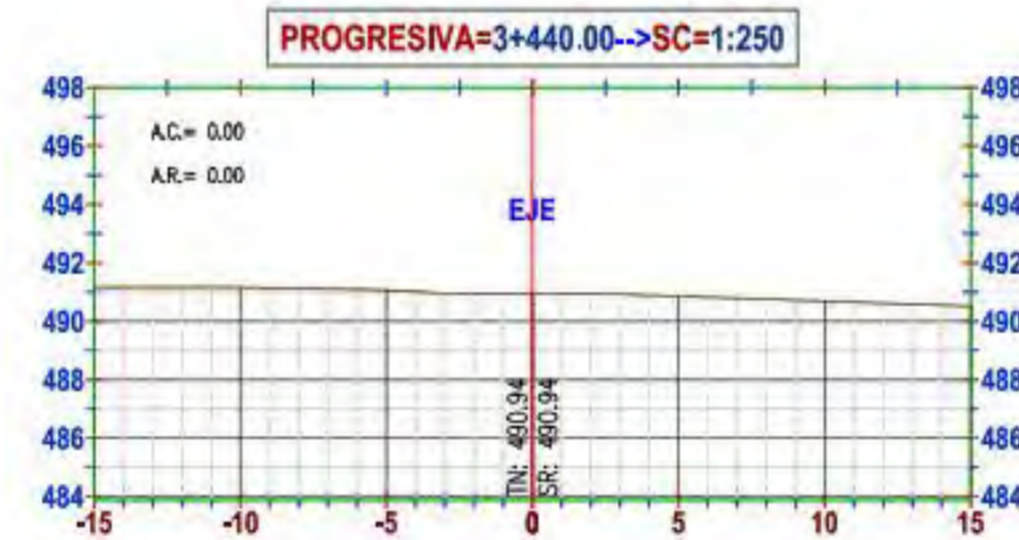 PROGRESIVA=3+440.00-->SC=1:250
498 498
A.C.= 0.00
496 496
A.R.= 0.00
494 EJE 494
492 492
490 490
488 488
TN: 490.94
SR: 490.94
486 486
484 484
-15 -10 -5 0 5 10 15